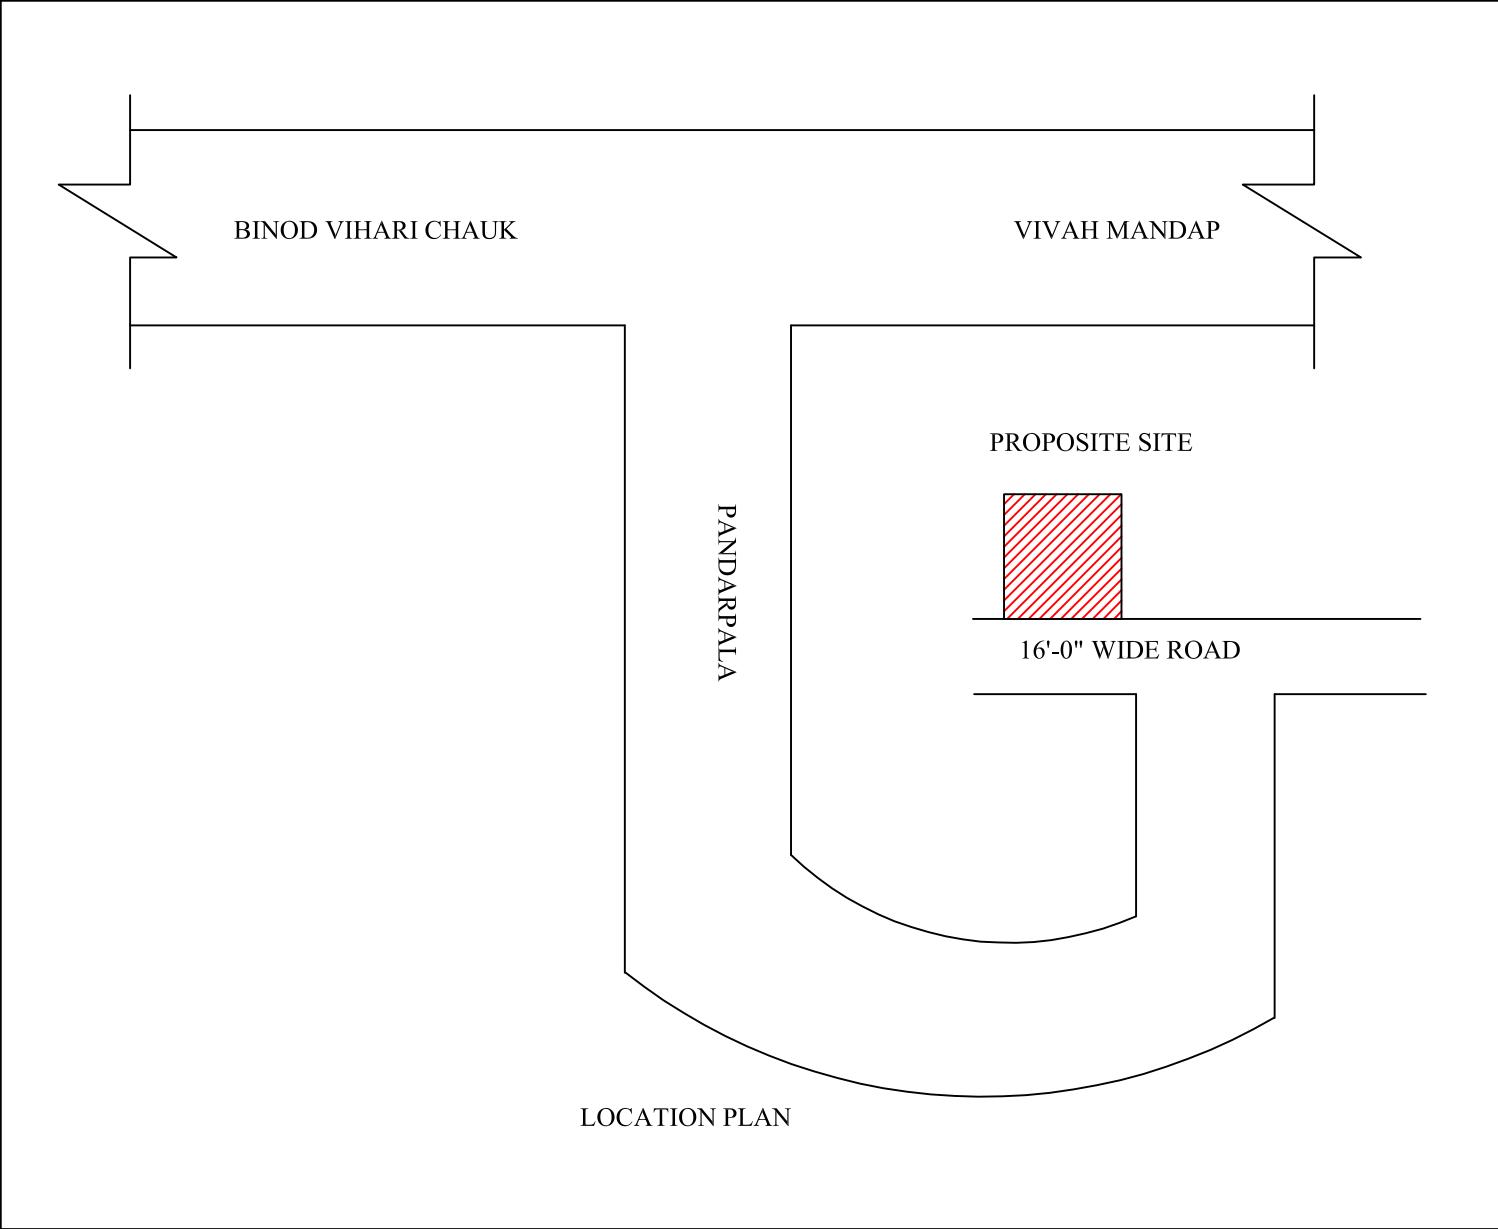 BINOD VIHARI CHAUK
VIVAH MANDAP
PROPOSITE SITE
PANDARPALA
16'-0" WIDE ROAD
LOCATION PLAN